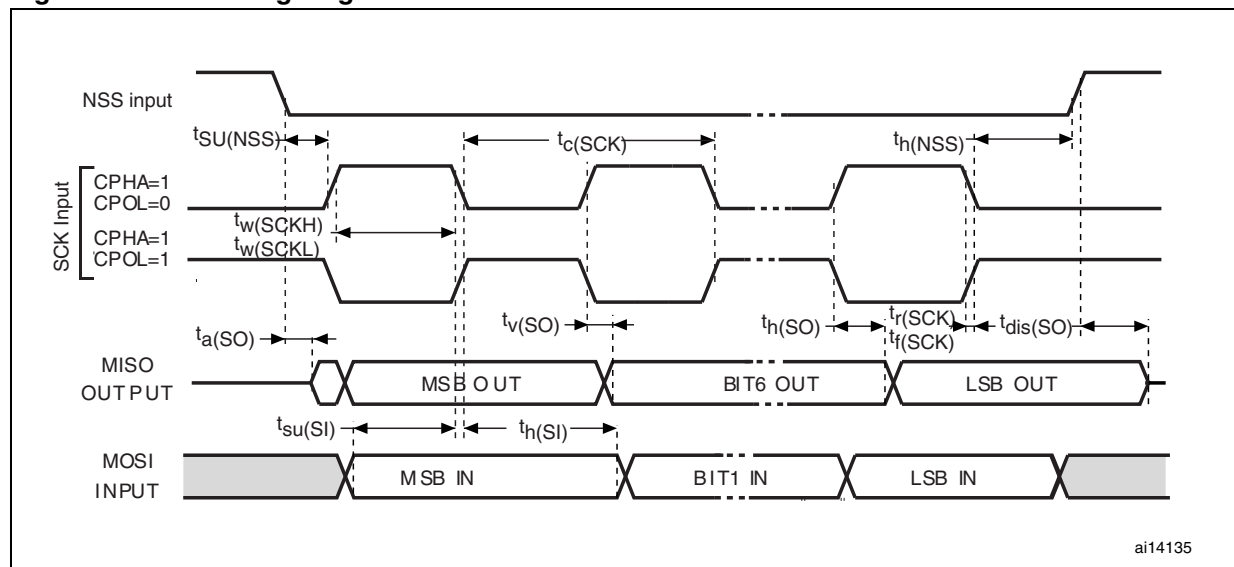 NSS input
tSU(NSS)
tc(SCK)
th(NSS)
SCK Input
CPHA=1
CPOL=0
tw(SCKH)
CPHA=1
tw(SCKL)
CPOL=1
ta(SO)
tv(SO)
th(SO)
tr(SCK)
tf(SCK)
tdis(SO)
MISO
OUTPUT
MSB OUT
BIT6 OUT
LSB OUT
tsu(SI)
th(SI)
MOSI
INPUT
MSB IN
BIT1 IN
LSB IN
ai14135